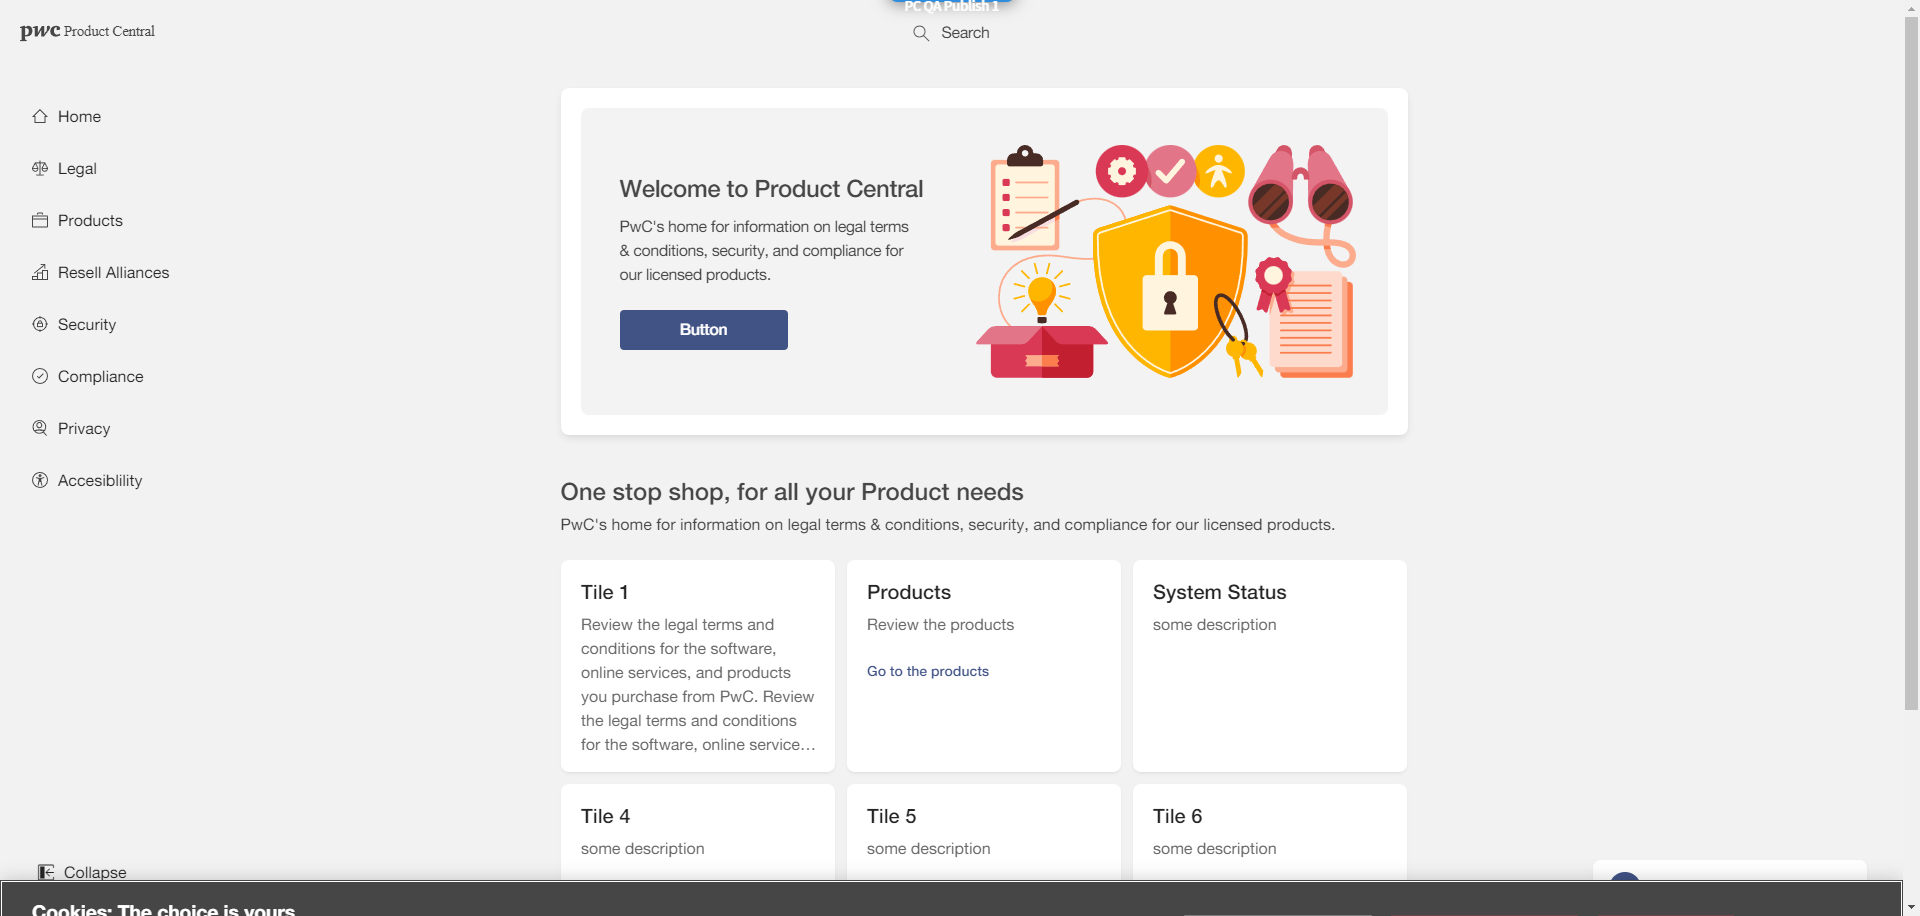 PC QA Publish 1
pwc Product Central
Search
Home
Legal
Products
Resell Alliances
Security
Compliance
Privacy
Accesiblility
Collapse
Welcome to Product Central
PwC's home for information on legal terms
& conditions, security, and compliance for
our licensed products.
Button
One stop shop, for all your Product needs
PwC's home for information on legal terms & conditions, security, and compliance for our licensed products.
Tile 1
Review the legal terms and
conditions for the software,
online services, and products
you purchase from PwC. Review
the legal terms and conditions
for the software, online service…
Products
Review the products
Go to the products
System Status
some description
Tile 4
some description
Tile 5
some description
Tile 6
some description
Cookies: The choice is yours